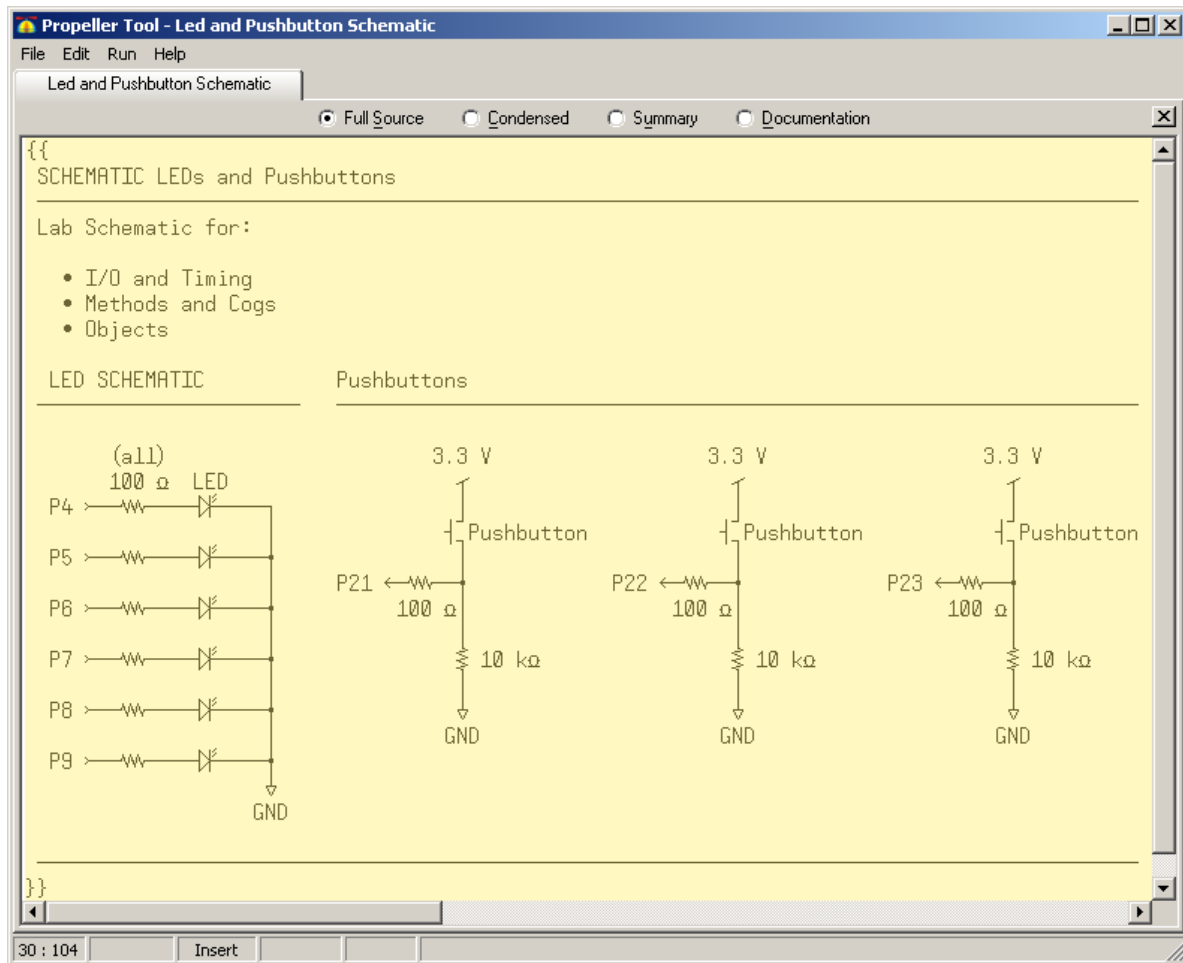 Propeller Tool - Led and Pushbutton Schematic
File Edit Run Help
Led and Pushbutton Schematic
Full Source Condensed Summary Documentation
{{
SCHEMATIC LEDs and Pushbuttons
Lab Schematic for:
• I/O and Timing
• Methods and Cogs
• Objects
LED SCHEMATIC Pushbuttons
(all) 3.3 V 3.3 V 3.3 V
100 Ω LED
P4
Pushbutton Pushbutton Pushbutton
P5
P21 P22 P23
P6 100 Ω 100 Ω 100 Ω
P7 10 kΩ 10 kΩ 10 kΩ
P8
GND GND GND
P9
GND
}}
30 : 104 Insert